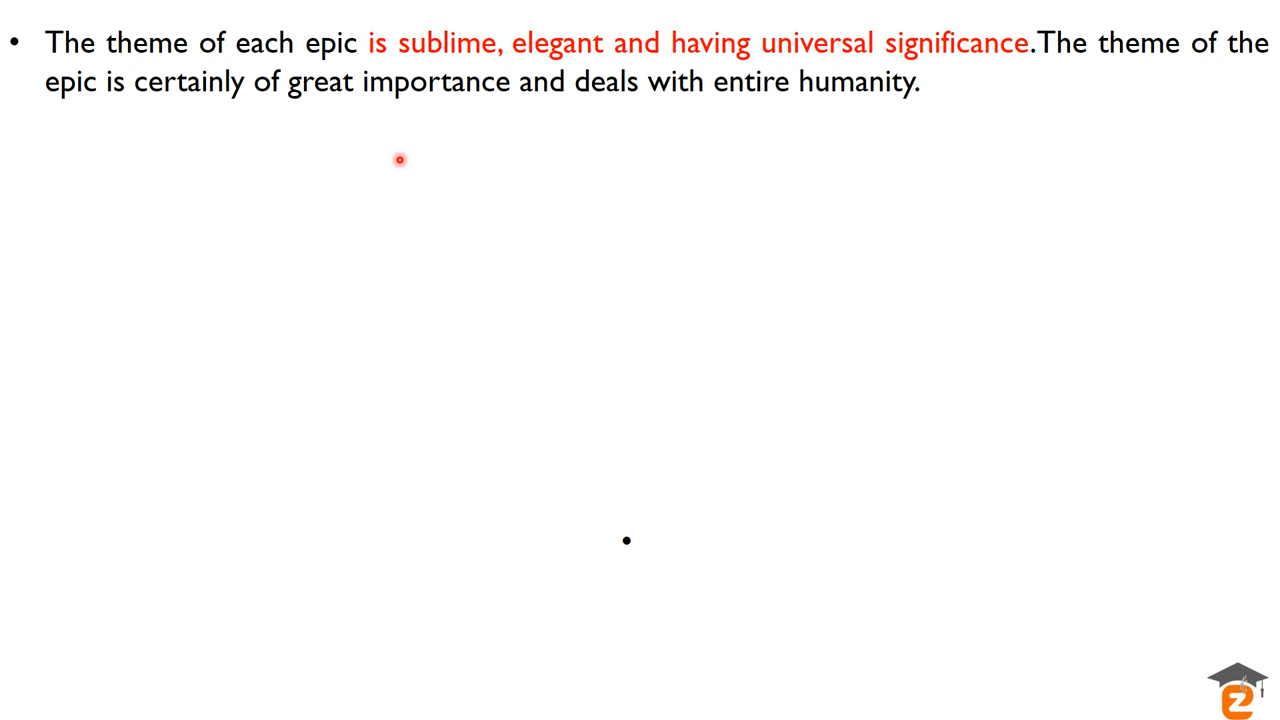 • The theme of each epic is sublime, elegant and having universal significance.The theme of the
epic is certainly of great importance and deals with entire humanity.
•